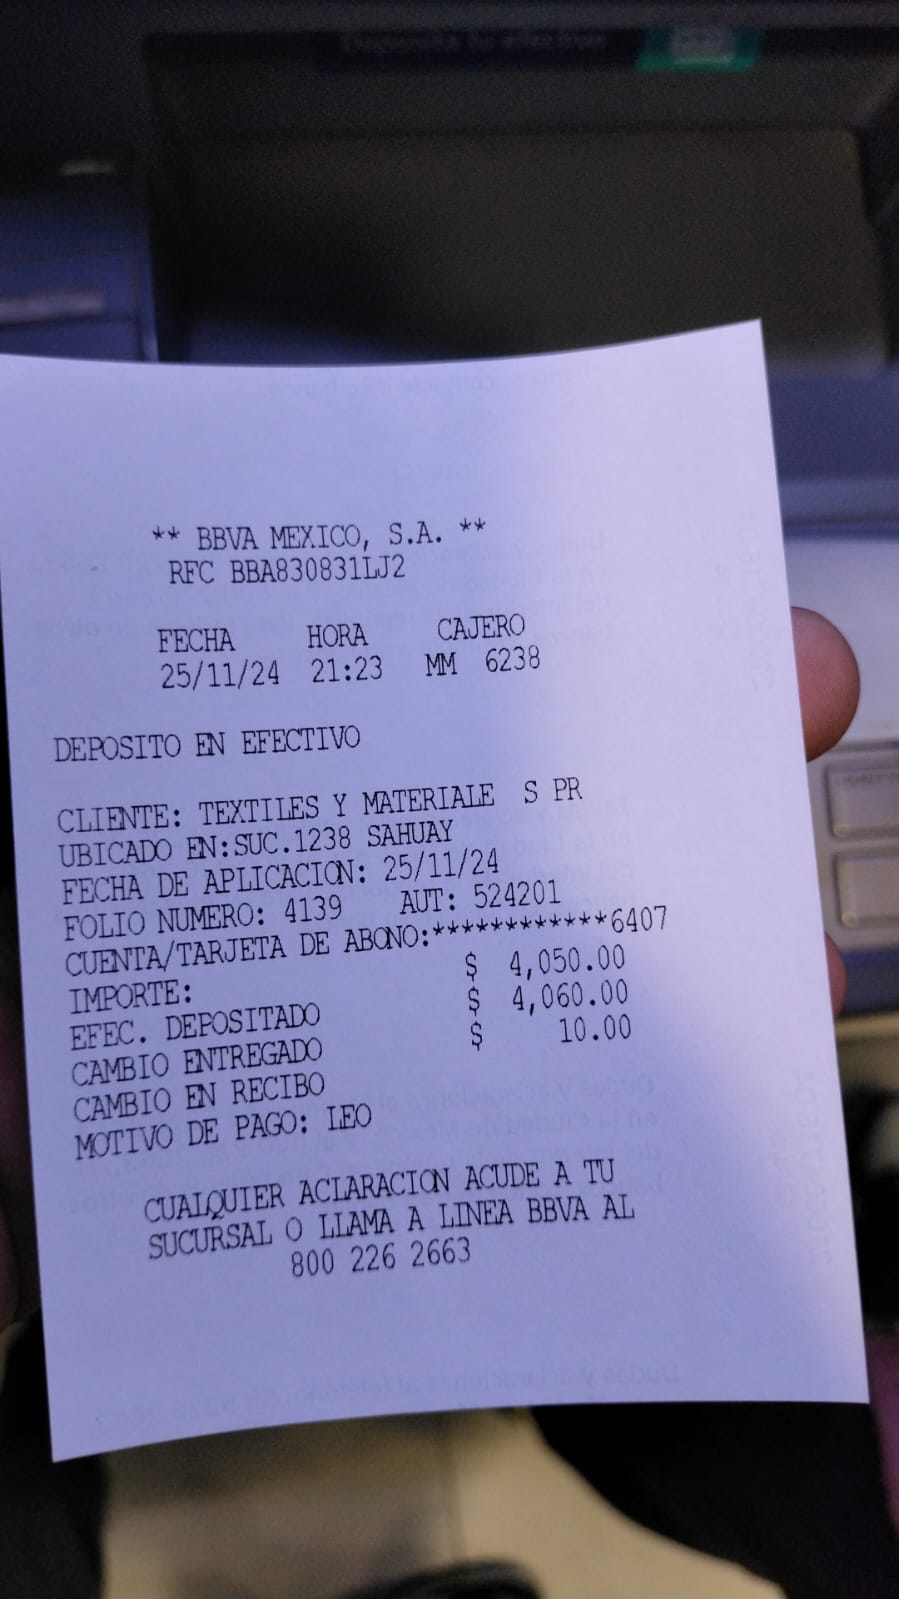 ** BBVA MEXICO, S.A. **
RFC BBA830831LJ2
FECHA HORA CAJERO
25/11/24 21:23 MM 6238
DEPOSITO EN EFECTIVO
CLIENTE: TEXTILES Y MATERIALE S PR
UBICADO EN:SUC.1238 SAHUAY
FECHA DE APLICACION: 25/11/24
FOLIO NUMERO: 4139 AUT: 524201
CUENTA/TARJETA DE ABONO:************6407
IMPORTE: $ 4,050.00
EFEC. DEPOSITADO $ 4,060.00
CAMBIO ENTREGADO $ 10.00
CAMBIO EN RECIBO
MOTIVO DE PAGO: LEO
CUALQUIER ACLARACION ACUDE A TU
SUCURSAL O LLAMA A LINEA BBVA AL
800 226 2663